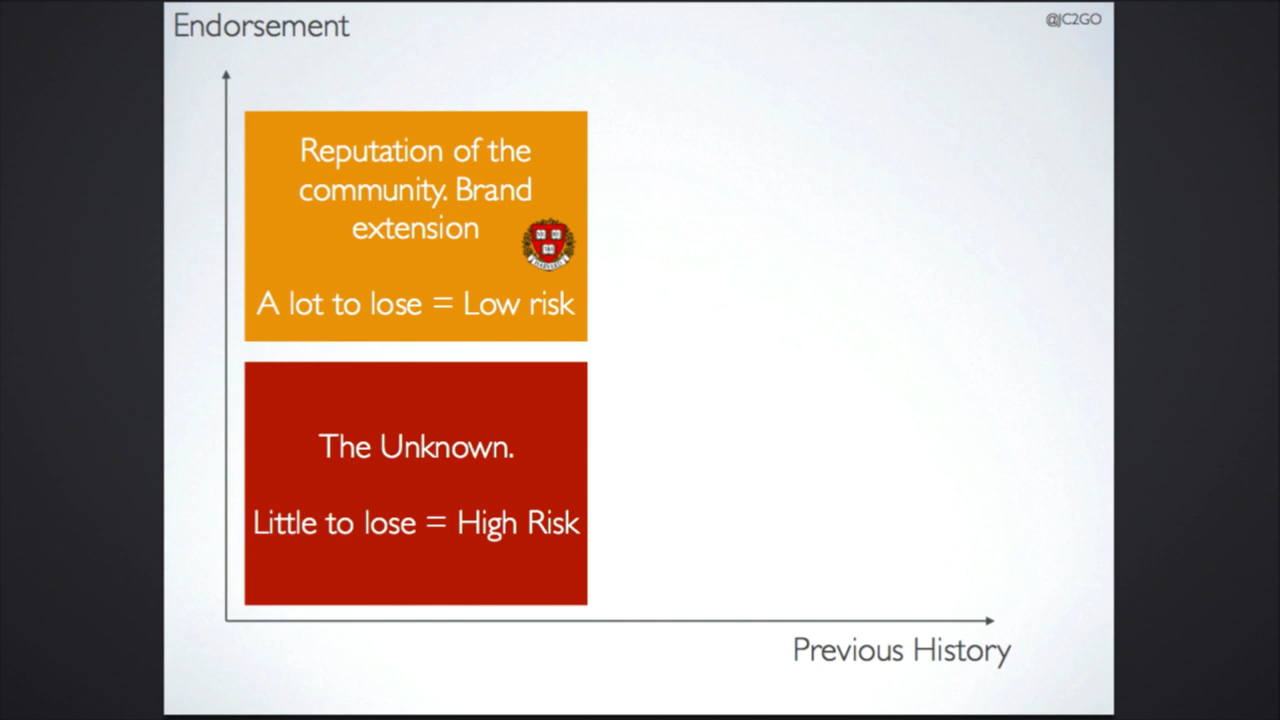 Endorsement
@JC2GO
Reputation of the
community. Brand
extension
HARVARD
A lot to lose = Low risk
The Unknown.
Little to lose = High Risk
Previous History